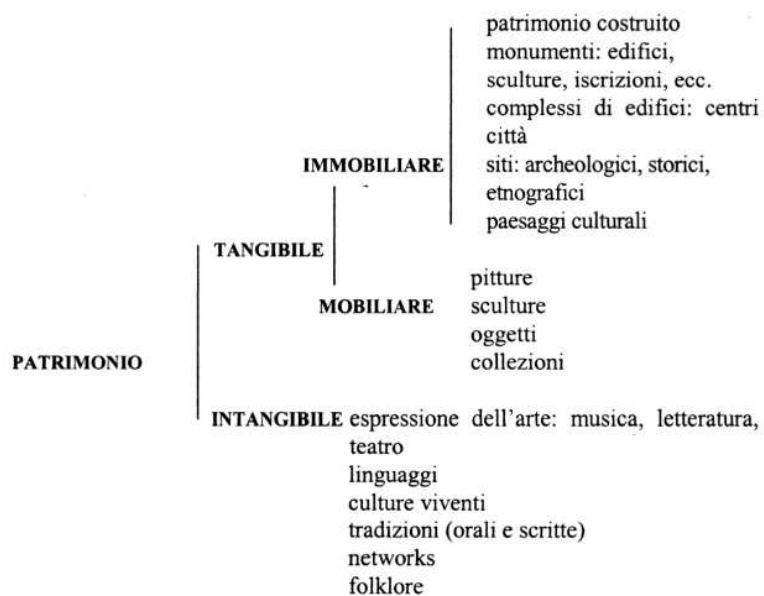 patrimonio costruito
monumenti: edifici,
sculture, iscrizioni, ecc.
complessi di edifici: centri
città
siti: archeologici, storici,
etnografici
paesaggi culturali
IMMOBILIARE
TANGIBILE
MOBILIARE
pitture
sculture
oggetti
collezioni
PATRIMONIO
INTANGIBILE espressione dell'arte: musica, letteratura,
teatro
linguaggi
culture viventi
tradizioni (orali e scritte)
networks
folklore